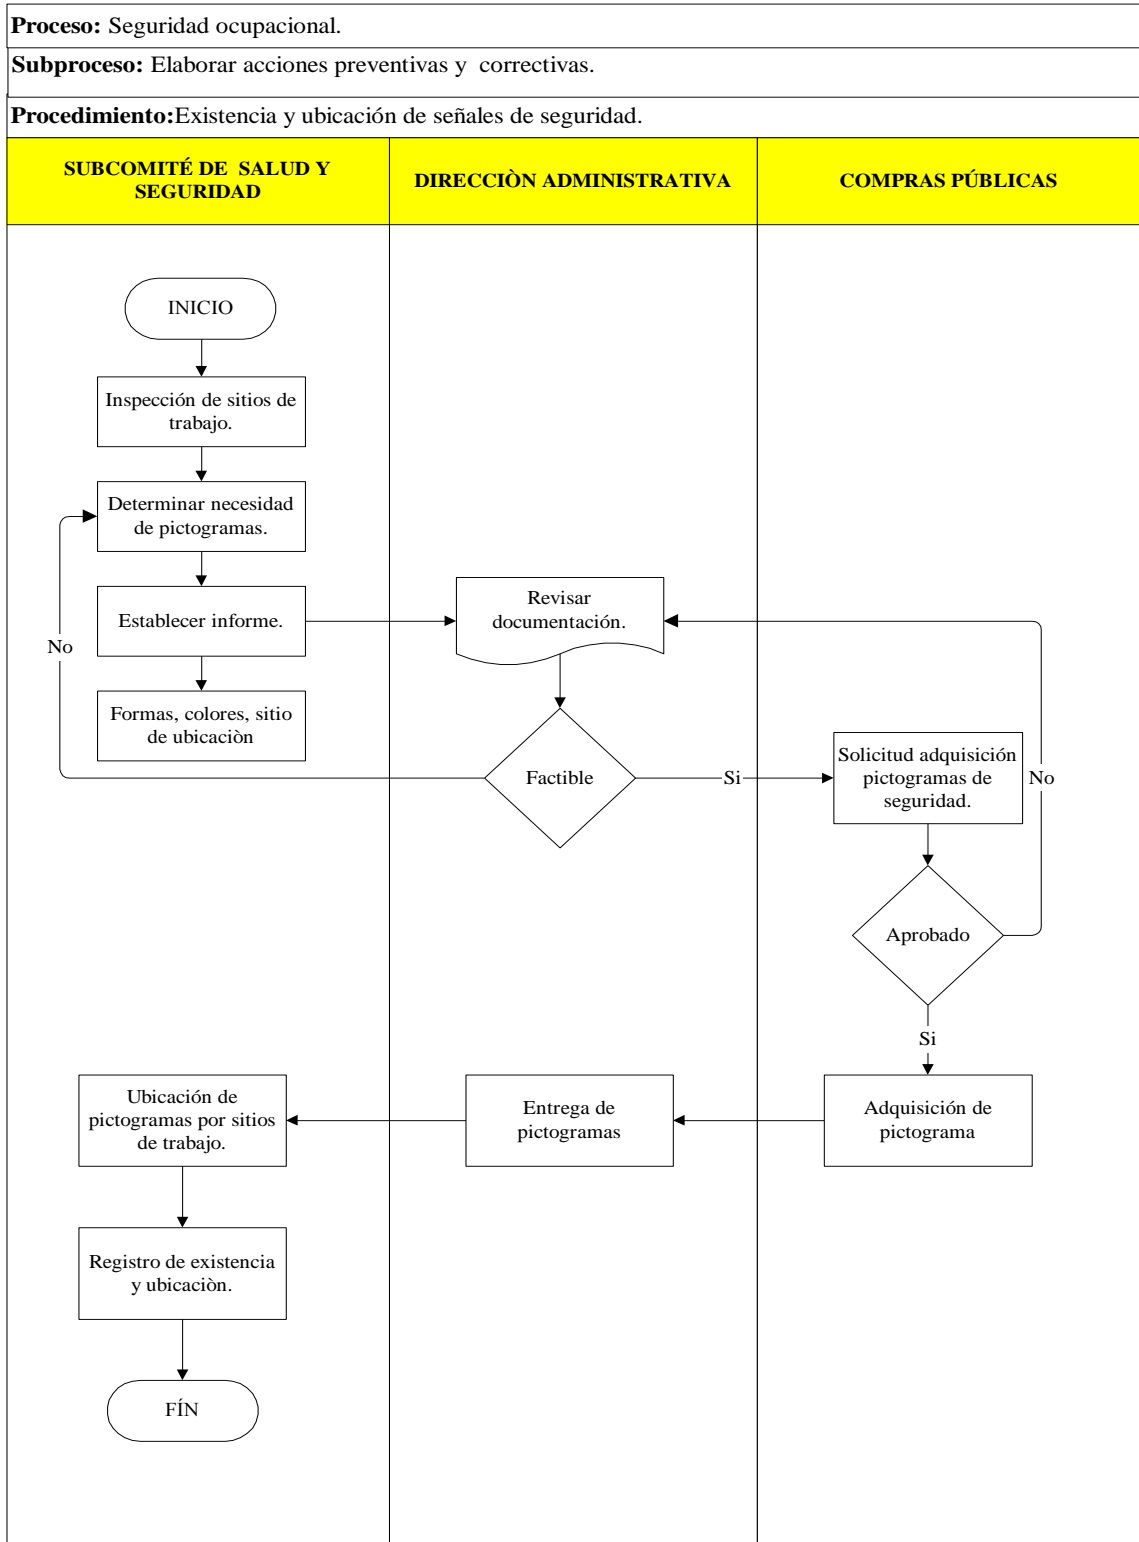 Proceso: Seguridad ocupacional.
Subproceso: Elaborar acciones preventivas y correctivas.
Procedimiento:Existencia y ubicación de señales de seguridad.
SUBCOMITÉ DE SALUD Y
SEGURIDAD
DIRECCIÒN ADMINISTRATIVA
COMPRAS PÚBLICAS
INICIO
Inspección de sitios de
trabajo.
Determinar necesidad
de pictogramas.
Establecer informe.
Revisar
documentación.
No
Formas, colores, sitio
de ubicaciòn
Factible
Si
Solicitud adquisición
pictogramas de
seguridad.
No
Aprobado
Si
Ubicación de
pictogramas por sitios
de trabajo.
Entrega de
pictogramas
Adquisición de
pictograma
Registro de existencia
y ubicaciòn.
FÍN